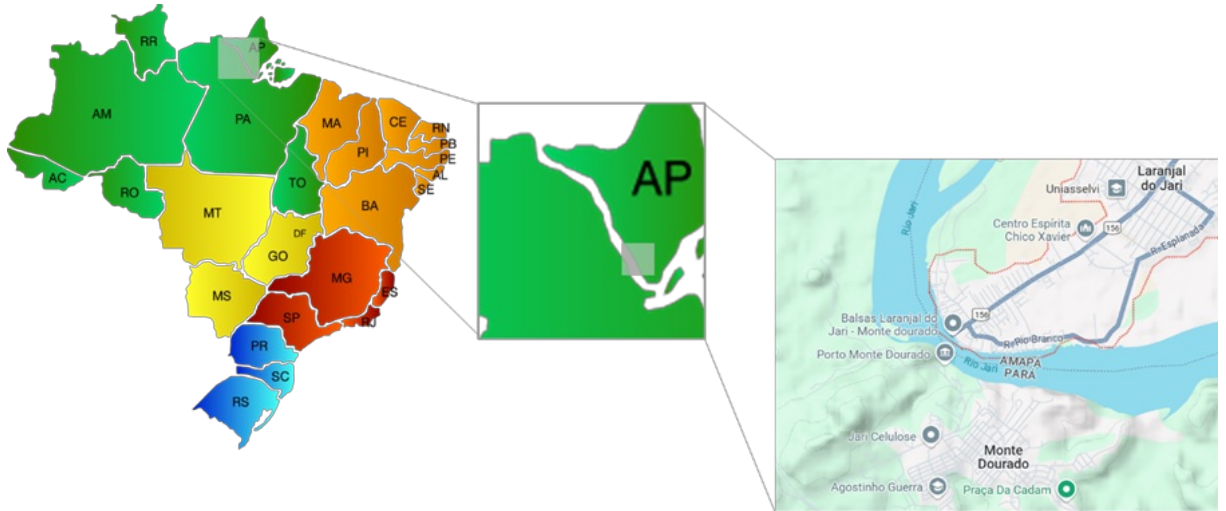 RR
AP
AM
PA
MA
CE
RN
PB
PE
PI
AL
SE
AC
RO
TO
BA
MT
DF
GO
MG
ES
MS
SP
RJ
PR
SC
RS
AP
Laranjal
do Jari
Uniasselvi
Rio Jari
Centro Espírita
Chico Xavier
156
R. Esplanada
156
Balsas Laranjal do
Jari - Monte dourado
R. Rio Branco
Porto Monte Dourado
Rio Jari
AMAPÁ
PARÁ
Jari Celulose
Monte
Dourado
Agostinho Guerra
Praça Da Cadam